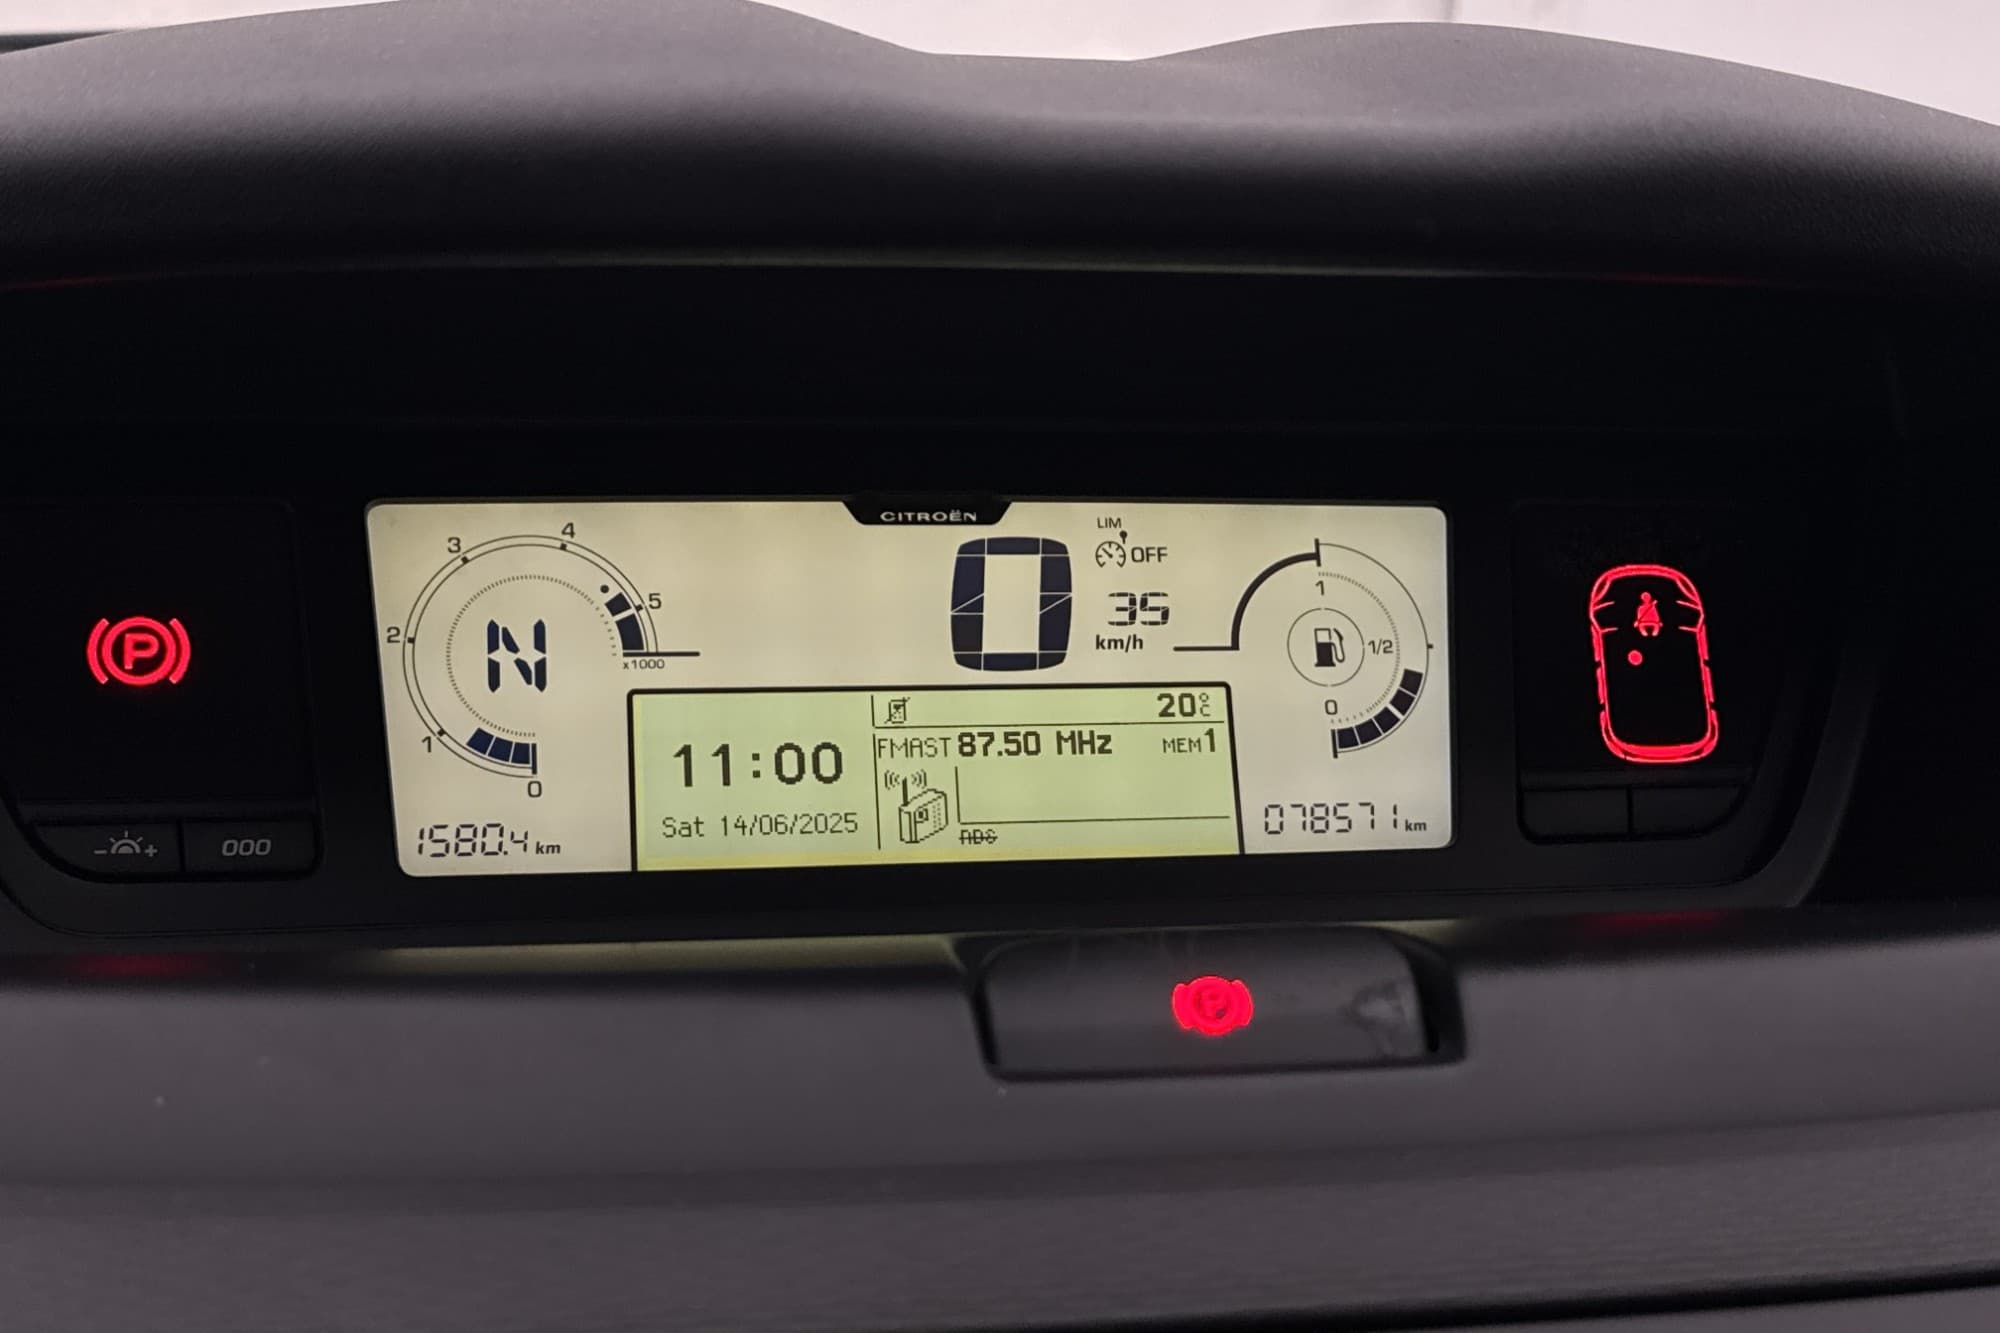 CITROËN
LIM
OFF
4
3
5
2
1
0
x1000
N
0
35
km/h
1
1/2
0
P
20°C
FMAST 87.50 MHz MEM1
11:00
Sat 14/06/2025
RDS
1580.4 km
078571 km
- + 000
P